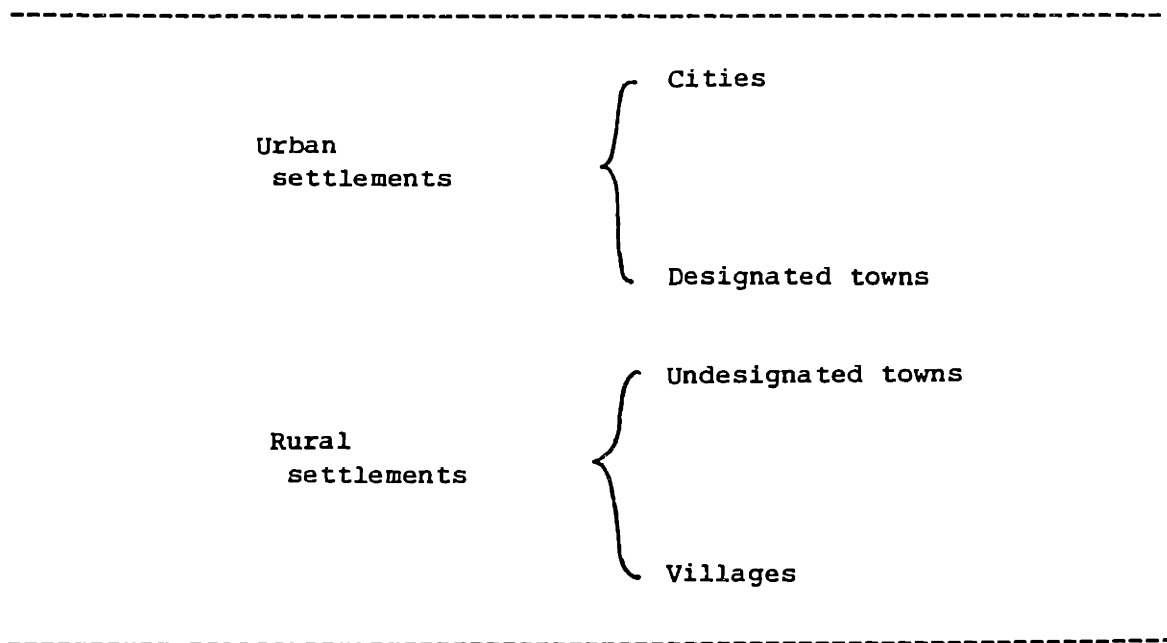 Cities
Urban
settlements
Designated towns
Undesignated towns
Rural
settlements
Villages